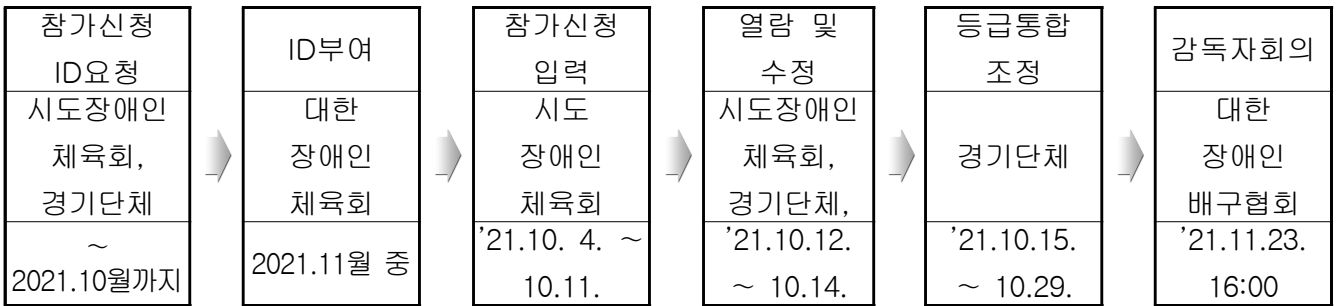 참가신청
ID요청
시도장애인
체육회,
경기단체
~
2021.10월까지
ID부여
대한
장애인
체육회
2021.11월 중
참가신청
입력
시도
장애인
체육회
'21.10. 4. ~
10.11.
열람 및
수정
시도장애인
체육회,
경기단체,
'21.10.12.
~ 10.14.
등급통합
조정
경기단체
'21.10.15.
~ 10.29.
감독자회의
대한
장애인
배구협회
'21.11.23.
16:00